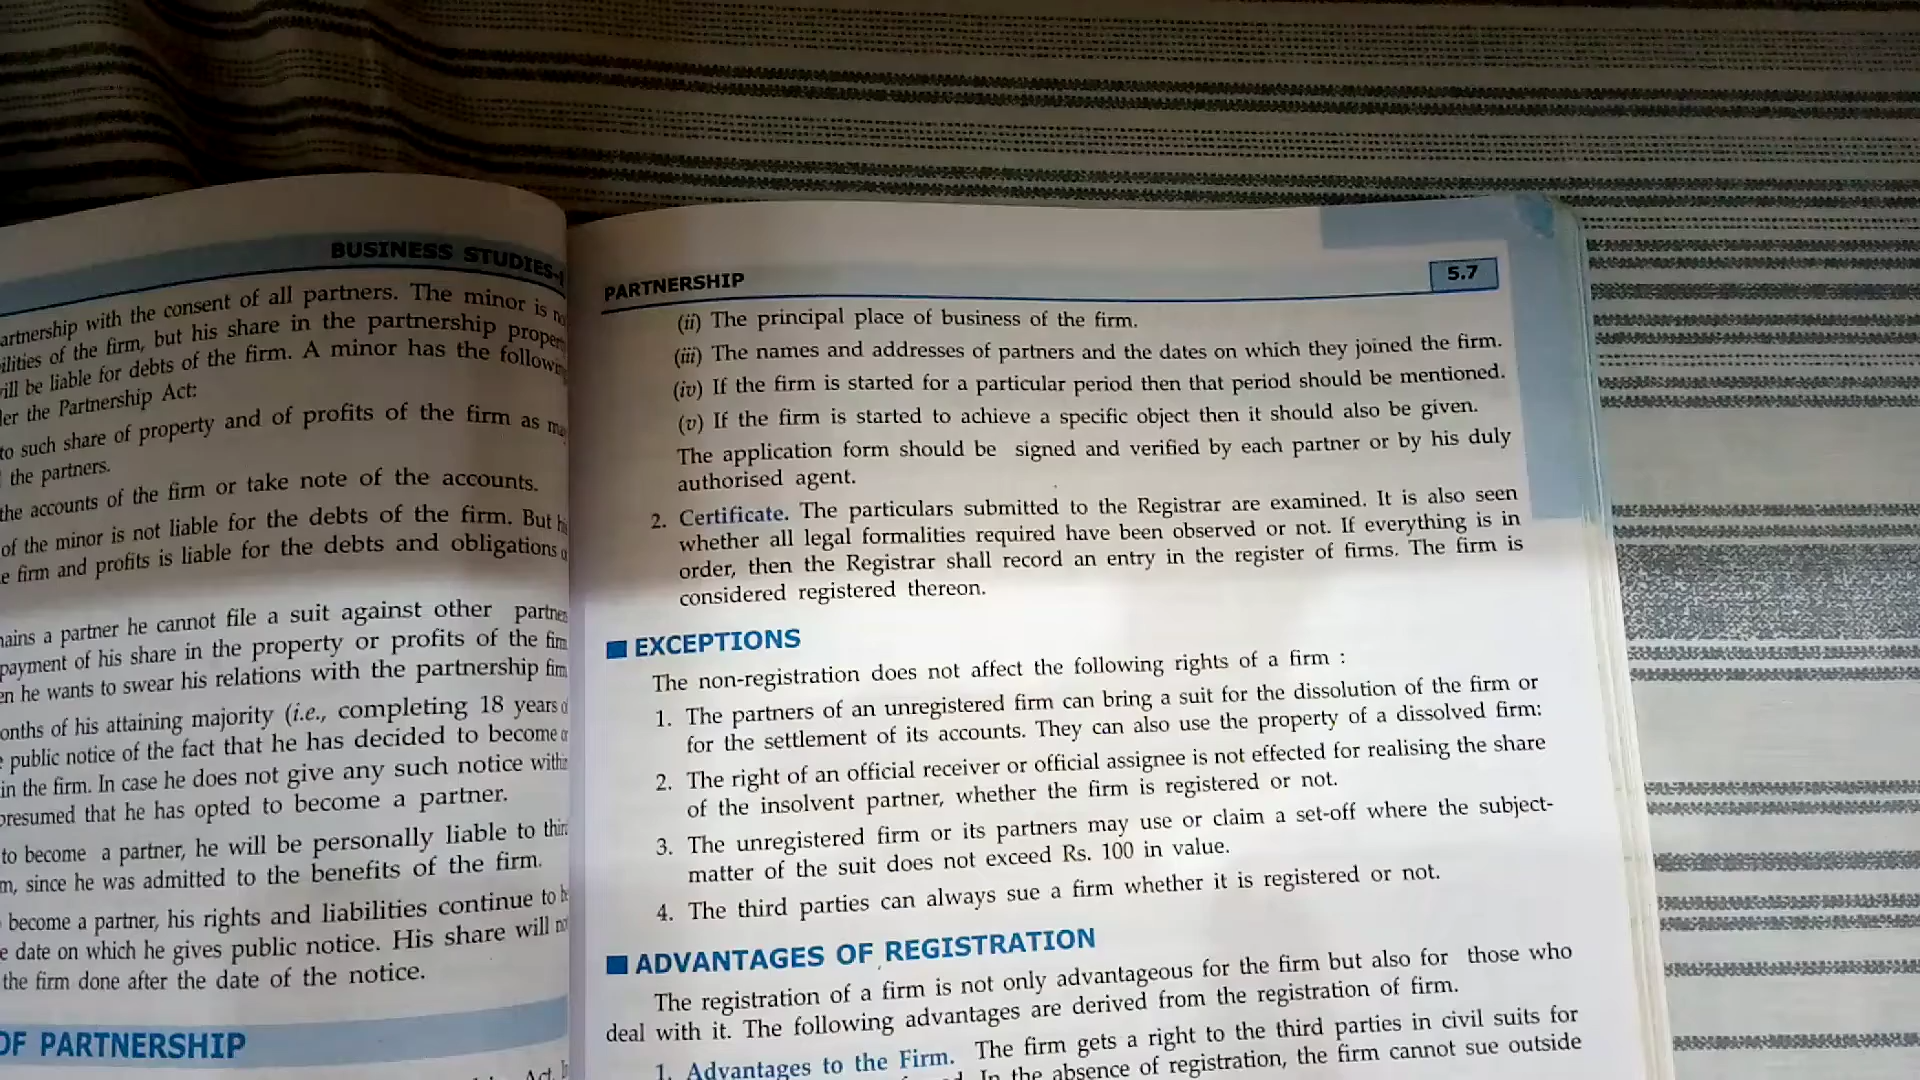 BUSINESS STUDIES-I
artnership with the consent of all partners. The minor is
ilities of the firm, but his share in the partnership
ill be liable for debts of the firm. A minor has the
er the Partnership Act:
to such share of property and of profits of the firm as
the partners.
the accounts of the firm or take note of the accounts.
of the minor is not liable for the debts of the firm. But
e firm and profits is liable for the debts and obligations
ains a partner he cannot file a suit against other
payment of his share in the property or profits of the
en he wants to swear his relations with the partnership
onths of his attaining majority (i.e., completing 18 years
public notice of the fact that he has decided to become
in the firm. In case he does not give any such notice
presumed that he has opted to become a partner.
to become a partner, he will be personally liable to
m, since he was admitted to the benefits of the firm.
become a partner, his rights and liabilities continue to
e date on which he gives public notice. His share will
the firm done after the date of the notice.
OF PARTNERSHIP
PARTNERSHIP
5.7
(ii) The principal place of business of the firm.
(iii) The names and addresses of partners and the dates on which they joined the firm.
(iv) If the firm is started for a particular period then that period should be mentioned.
(v) If the firm is started to achieve a specific object then it should also be given.
The application form should be signed and verified by each partner or by his duly
authorised agent.
2. Certificate. The particulars submitted to the Registrar are examined. It is also seen
whether all legal formalities required have been observed or not. If everything is in
order, then the Registrar shall record an entry in the register of firms. The firm is
considered registered thereon.
EXCEPTIONS
The non-registration does not affect the following rights of a firm :
1. The partners of an unregistered firm can bring a suit for the dissolution of the firm or
for the settlement of its accounts. They can also use the property of a dissolved firm:
2. The right of an official receiver or official assignee is not effected for realising the share
of the insolvent partner, whether the firm is registered or not.
3. The unregistered firm or its partners may use or claim a set-off where the subject-
matter of the suit does not exceed Rs. 100 in value.
4. The third parties can always sue a firm whether it is registered or not.
ADVANTAGES OF REGISTRATION
The registration of a firm is not only advantageous for the firm but also for those who
deal with it. The following advantages are derived from the registration of firm.
1. Advantages to the Firm. The firm gets a right to the third parties in civil suits for
In the absence of registration, the firm cannot sue outside